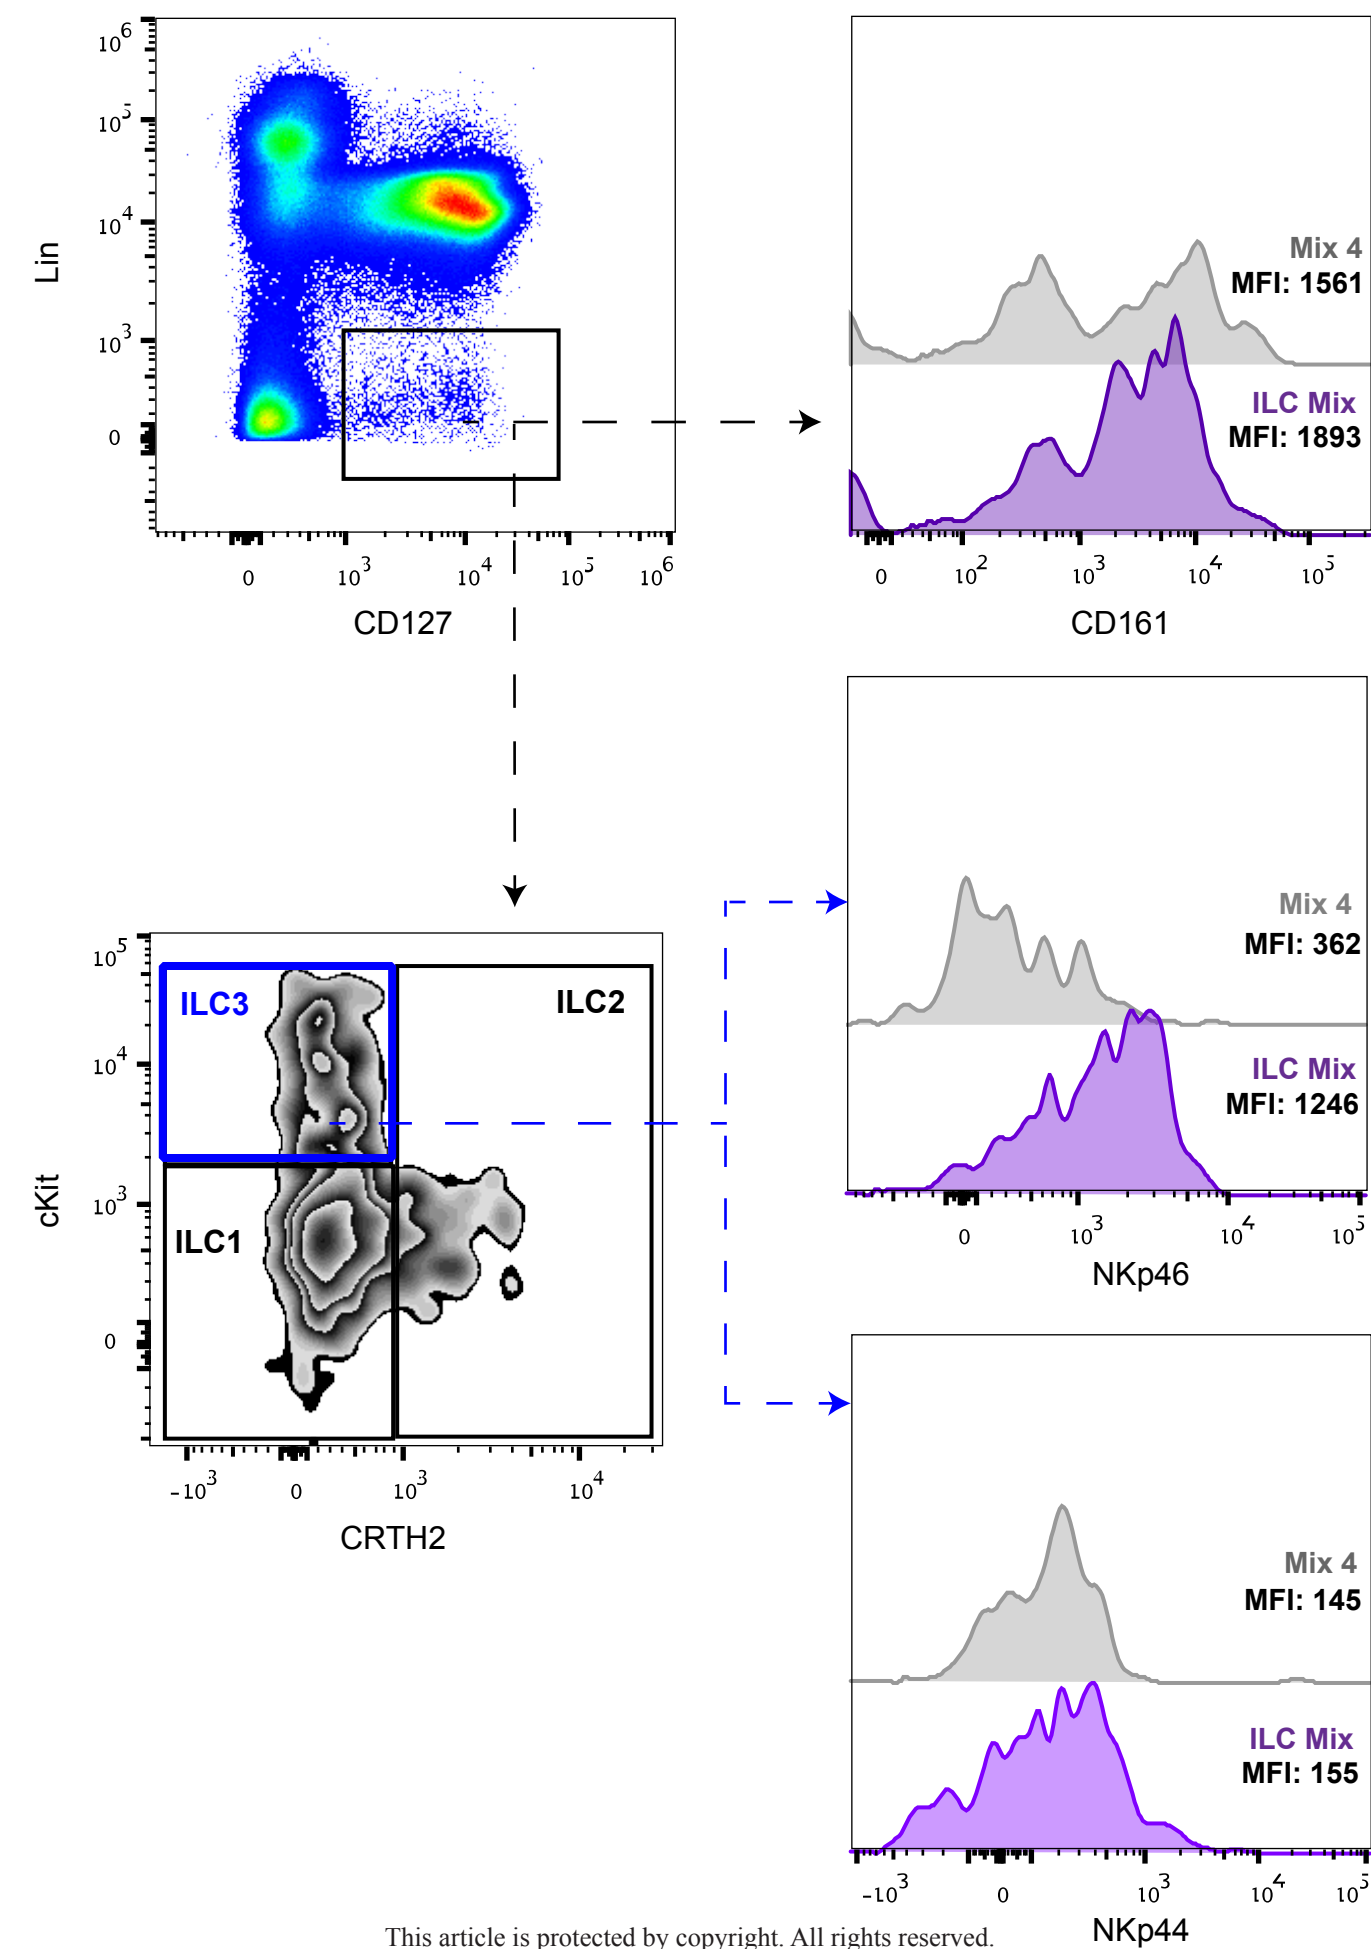 10^6
10^5
10^4
10^3
0
Lin
0
10^3
10^4
10^5
10^6
CD127
Mix 4
MFI: 1561
ILC Mix
MFI: 1893
0
10^2
10^3
10^4
10^5
CD161
Mix 4
MFI: 362
ILC Mix
MFI: 1246
0
10^3
10^4
10^5
NKp46
10^5
10^4
10^3
0
cKit
ILC3
ILC2
ILC1
-10^3
0
10^3
10^4
CRTH2
Mix 4
MFI: 145
ILC Mix
MFI: 155
-10^3
0
10^3
10^4
10^5
NKp44
This article is protected by copyright. All rights reserved.